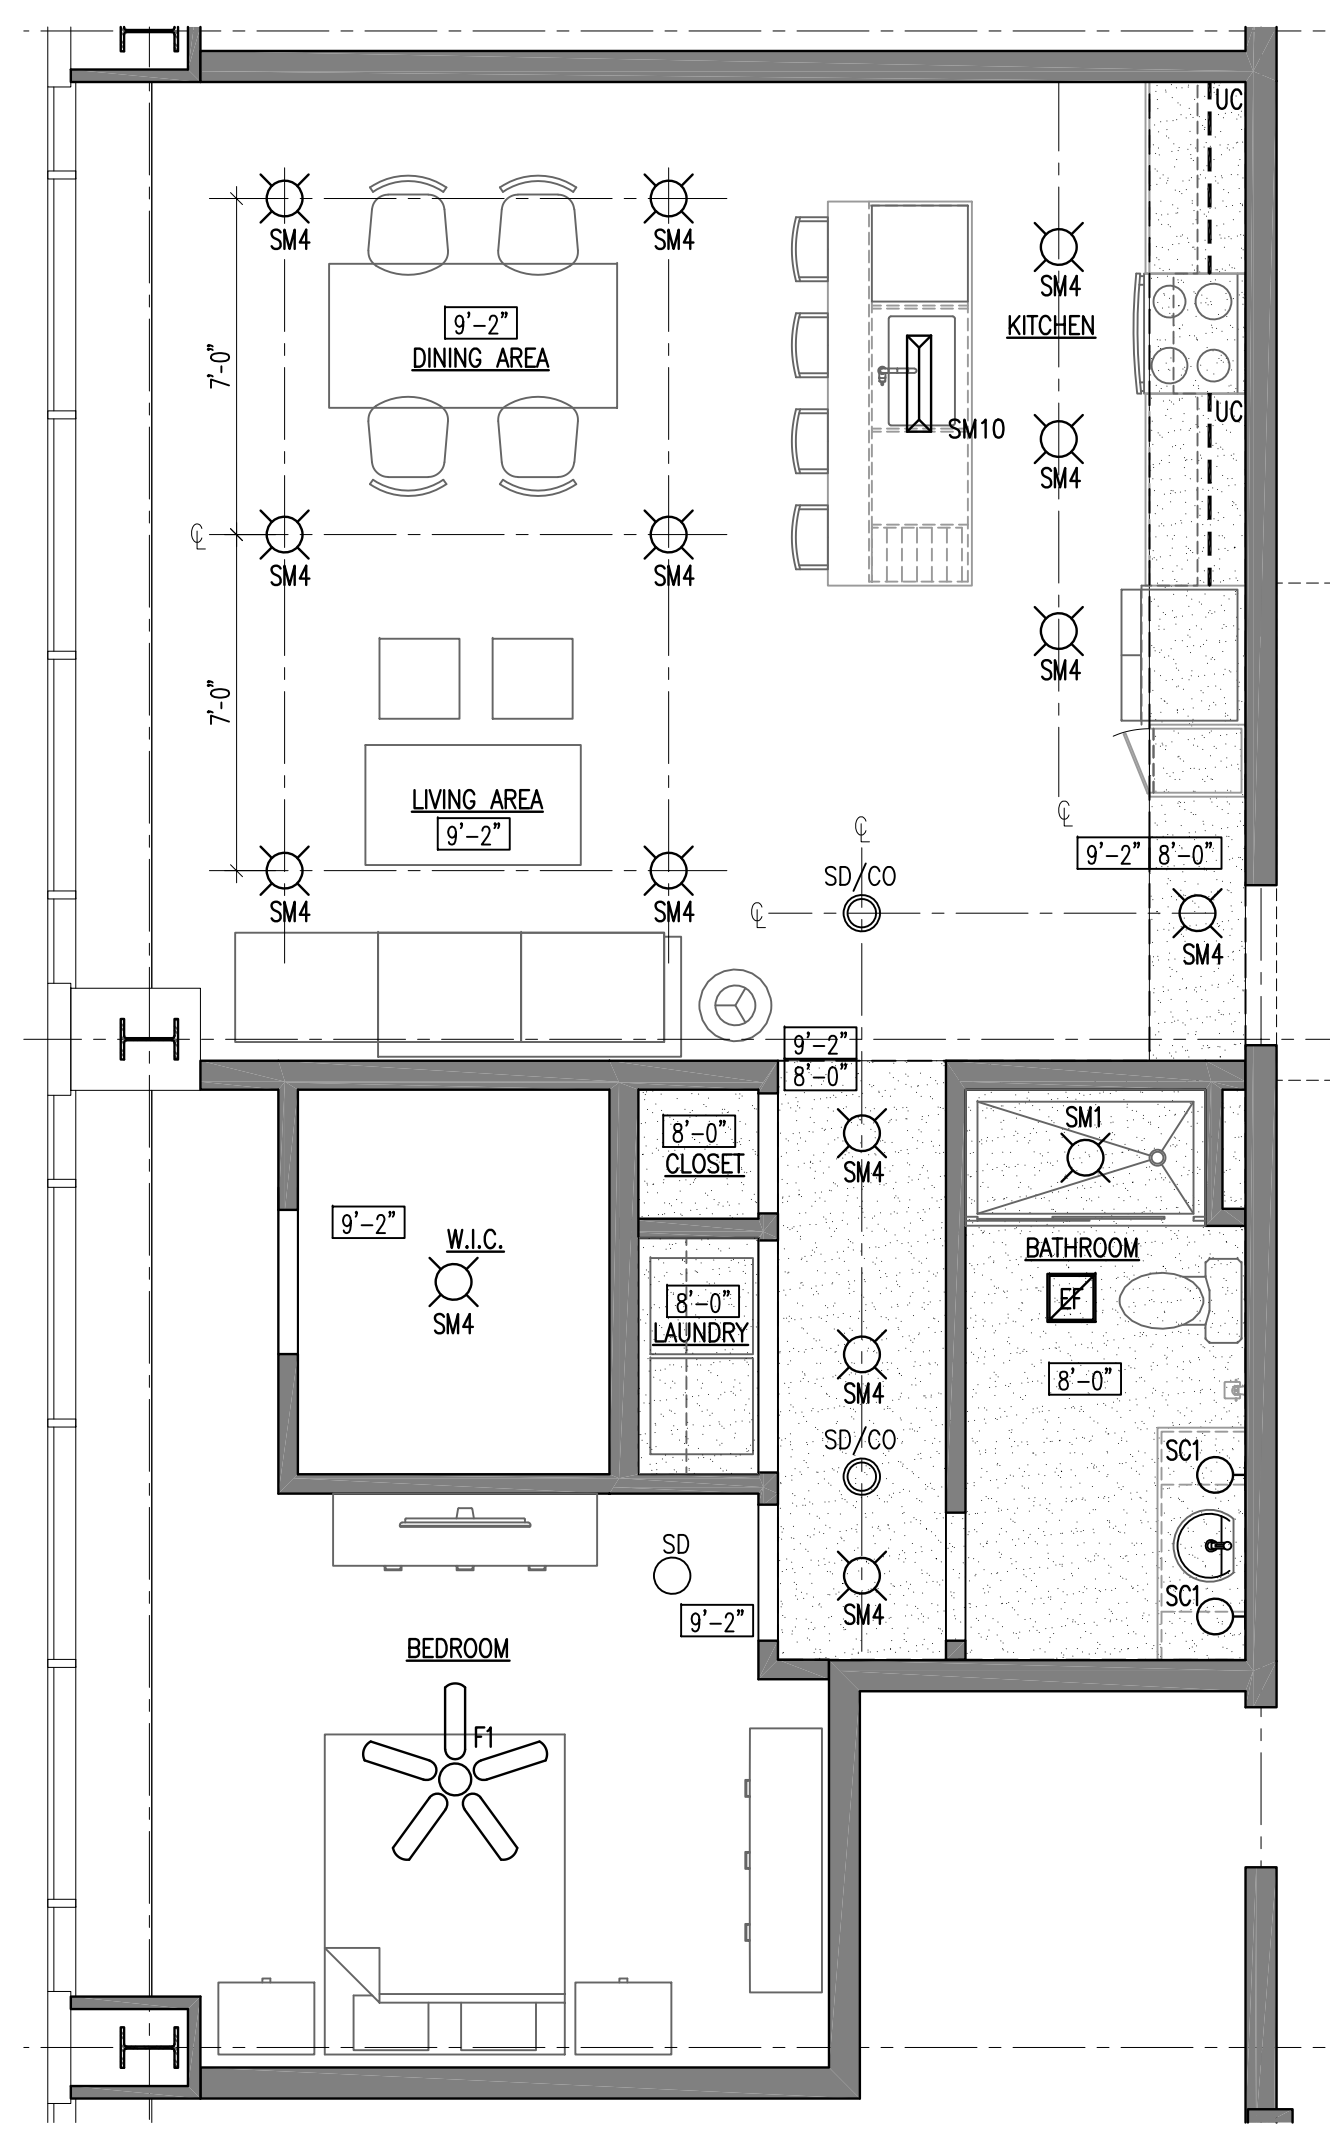 UC
SM4 SM4
SM4
9'-2"
DINING AREA
KITCHEN
7'-0"
UC
SM10
SM4
℄
SM4 SM4
SM4
7'-0"
LIVING AREA
9'-2"
℄
℄
9'-2" 8'-0"
SD/CO
SM4 SM4
℄
SM4
9'-2"
8'-0"
SM1
8'-0"
CLOSET
SM4
9'-2"
W.I.C.
BATHROOM
8'-0"
EF
SM4
LAUNDRY
8'-0"
SM4
SD/CO
SC1
SD
SC1
9'-2"
SM4
BEDROOM
F1